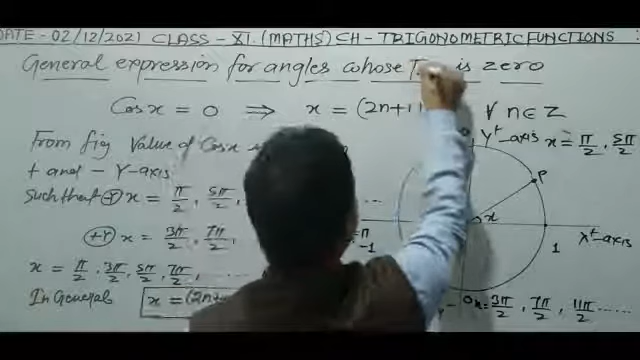 DATE - 02/12/2021 CLASS - XI. (MATHS) CH - TRIGONOMETRIC FUNCTIONS
General expression for angles whose is zero
Cosx = 0 ⇒ x = (2n+1 ∀ n ∈ Z
From fig Value of Cosx
+ and - Y-axis
Such that +Y x = π/2, 5π/2,
+Y x = 3π/2, 7π/2,
x = π/2, 3π/2, 5π/2, 7π/2, ......
In General x = (2n+
Y+-axis x = π/2, 5π/2
P
x
X+-axis
π
-1
1
x = 3π/2, 7π/2, 11π/2 ......